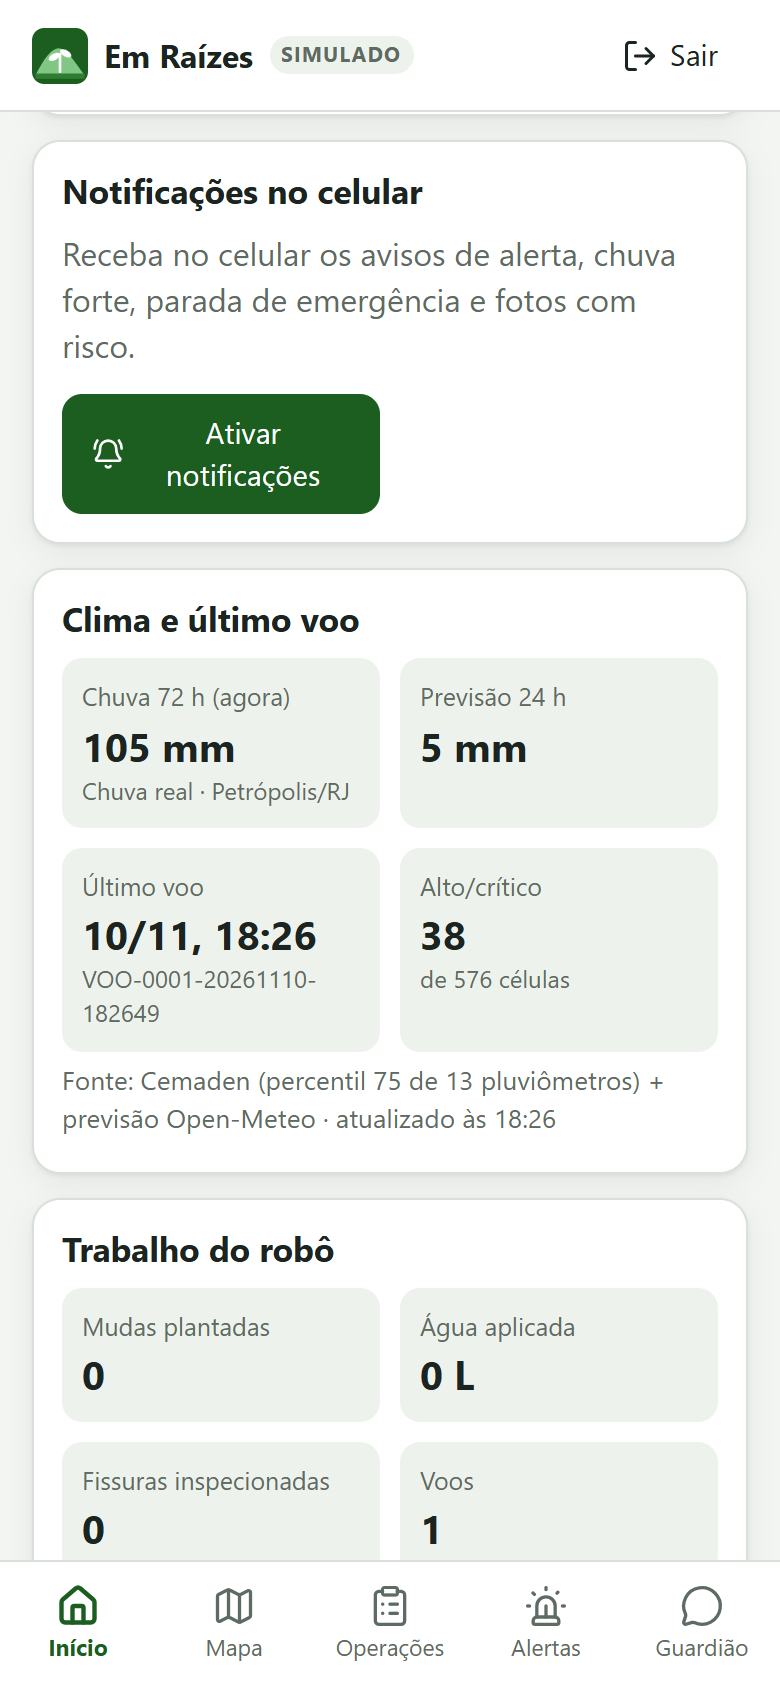 Em Raízes
SIMULADO
Sair
Notificações no celular
Receba no celular os avisos de alerta, chuva
forte, parada de emergência e fotos com
risco.
Ativar
notificações
Clima e último voo
Chuva 72 h (agora)
105 mm
Chuva real · Petrópolis/RJ
Previsão 24 h
5 mm
Último voo
10/11, 18:26
VOO-0001-20261110-
182649
Alto/crítico
38
de 576 células
Fonte: Cemaden (percentil 75 de 13 pluviômetros) +
previsão Open-Meteo · atualizado às 18:26
Trabalho do robô
Mudas plantadas
0
Água aplicada
0 L
Fissuras inspecionadas
0
Voos
1
Início
Mapa
Operações
Alertas
Guardião